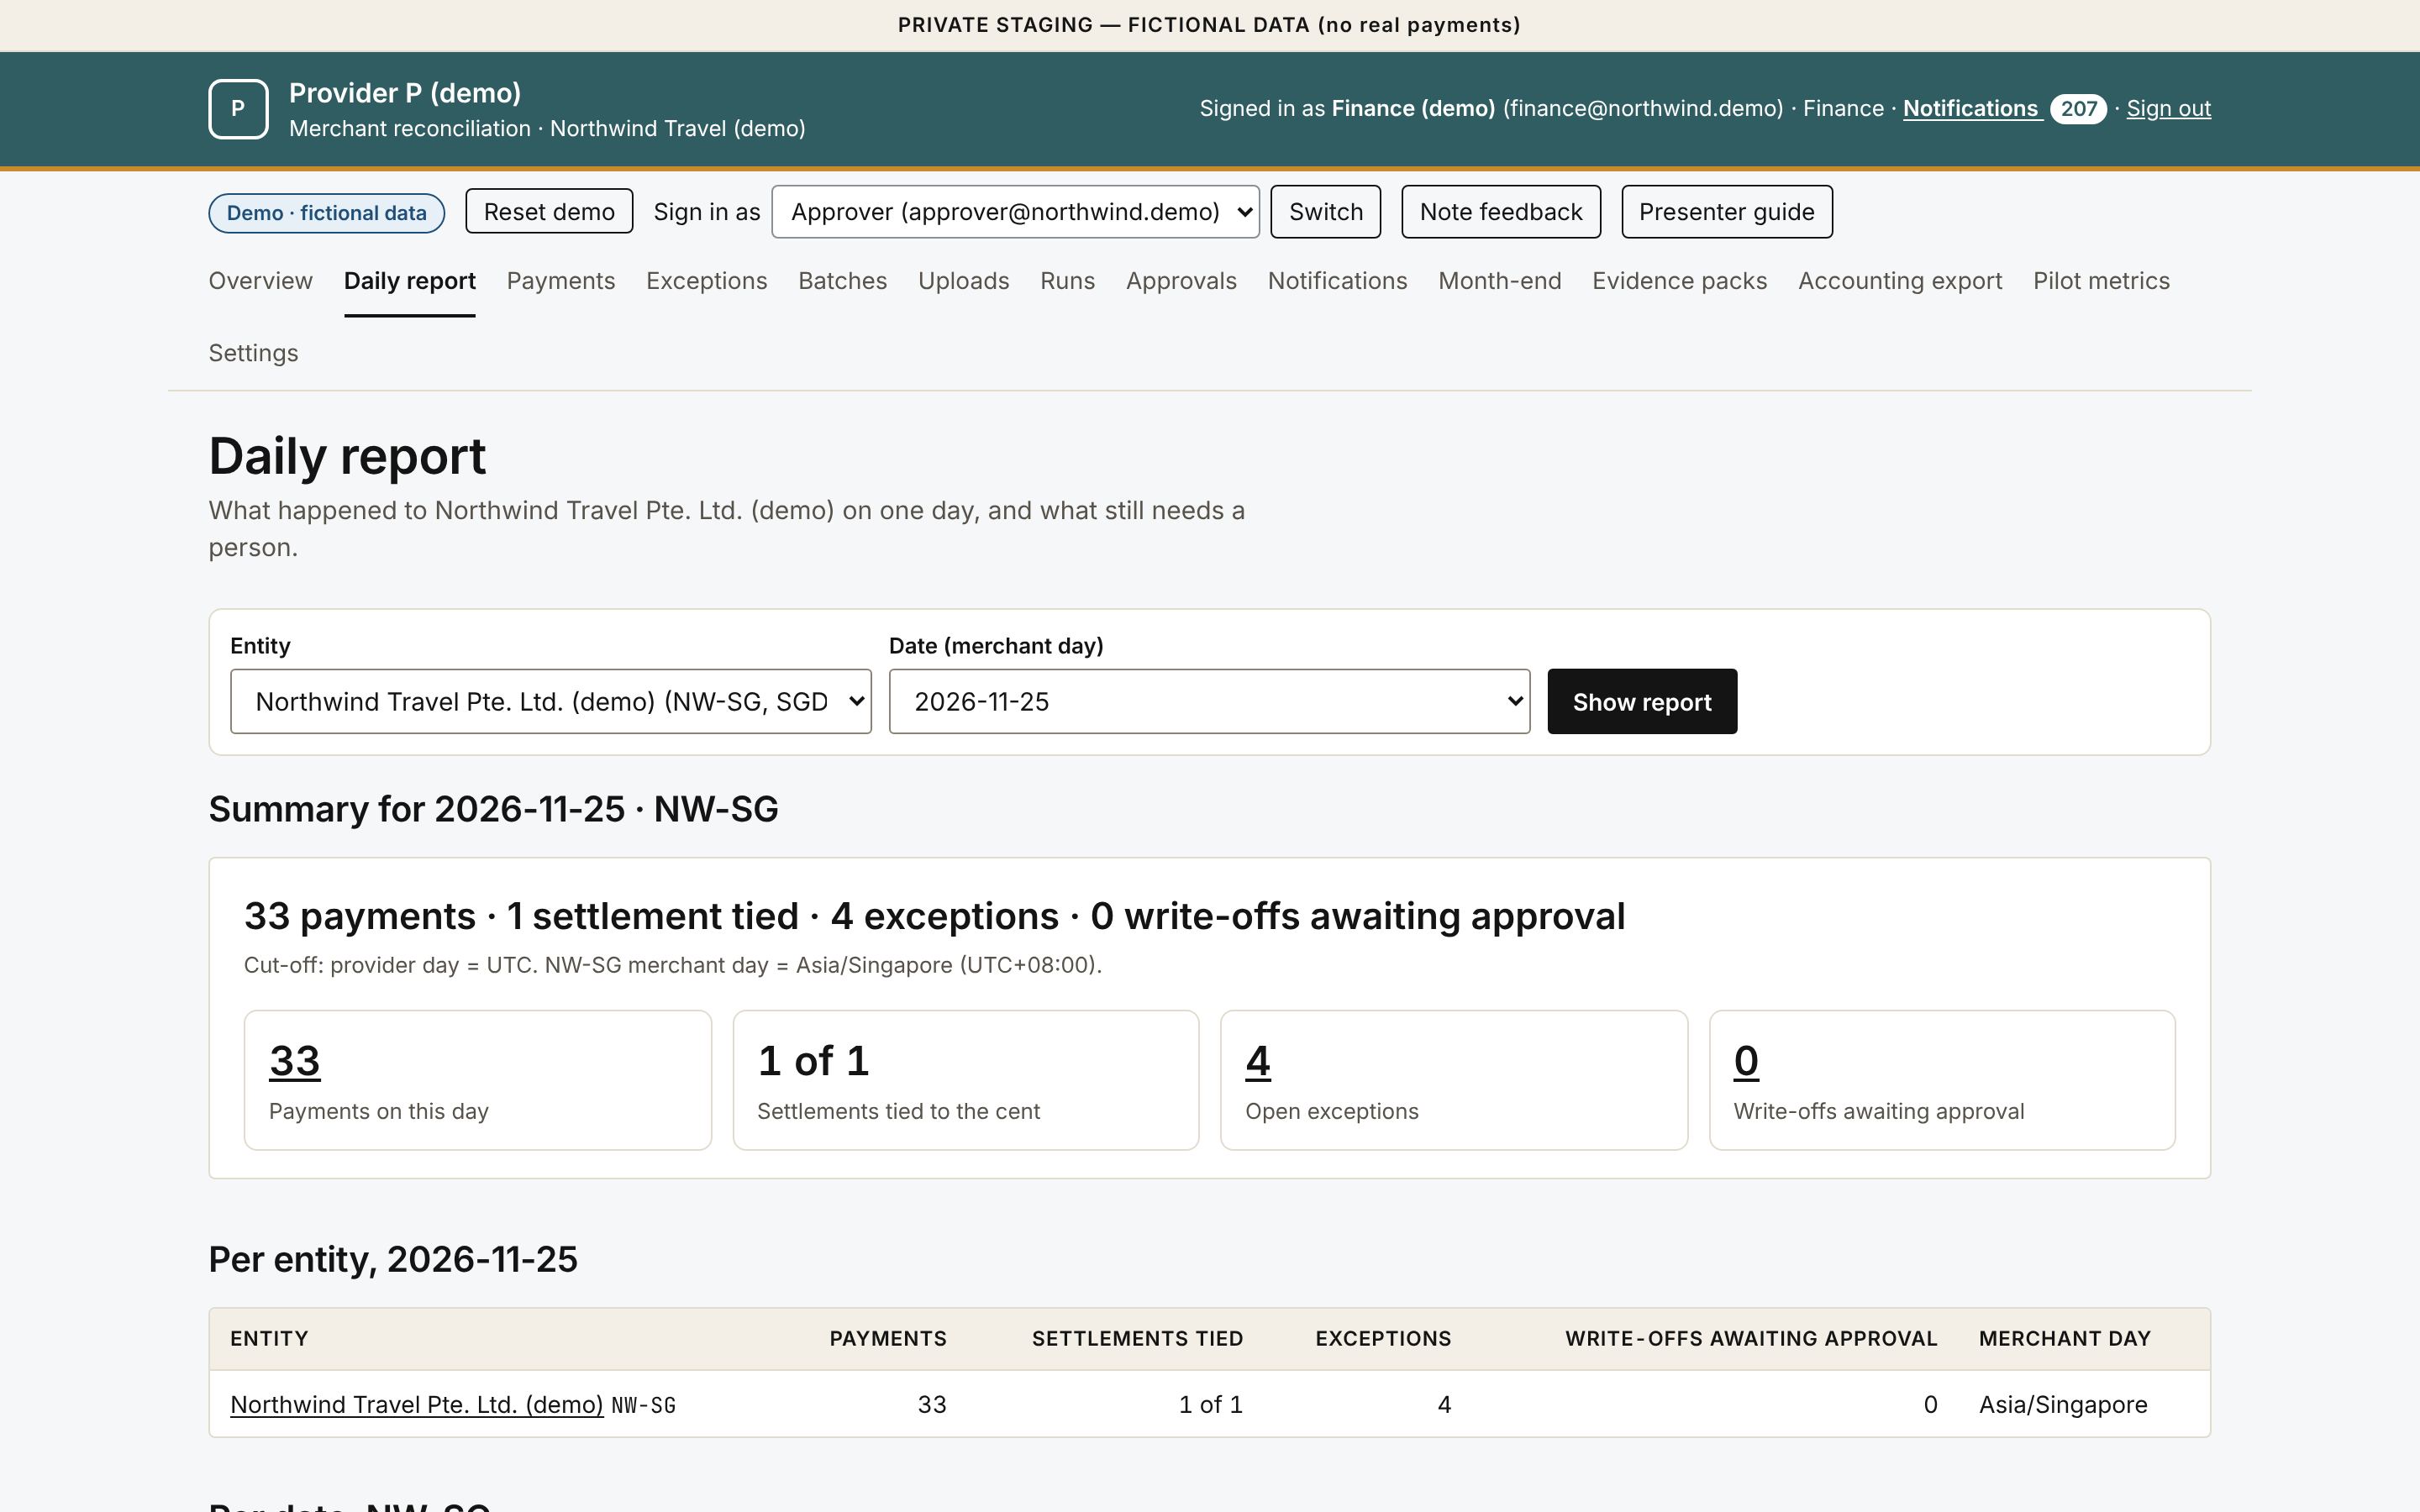 PRIVATE STAGING — FICTIONAL DATA (no real payments)
P
Provider P (demo)
Merchant reconciliation · Northwind Travel (demo)
Signed in as Finance (demo) (finance@northwind.demo) · Finance · Notifications 207 · Sign out
Demo · fictional data
Reset demo
Sign in as
Approver (approver@northwind.demo)
Switch
Note feedback
Presenter guide
Overview Daily report Payments Exceptions Batches Uploads Runs Approvals Notifications Month-end Evidence packs Accounting export Pilot metrics
Settings
Daily report
What happened to Northwind Travel Pte. Ltd. (demo) on one day, and what still needs a
person.
Entity
Northwind Travel Pte. Ltd. (demo) (NW-SG, SGD
Date (merchant day)
2026-11-25
Show report
Summary for 2026-11-25 · NW-SG
33 payments · 1 settlement tied · 4 exceptions · 0 write-offs awaiting approval
Cut-off: provider day = UTC. NW-SG merchant day = Asia/Singapore (UTC+08:00).
33
Payments on this day
1 of 1
Settlements tied to the cent
4
Open exceptions
0
Write-offs awaiting approval
Per entity, 2026-11-25
ENTITY PAYMENTS SETTLEMENTS TIED EXCEPTIONS WRITE-OFFS AWAITING APPROVAL MERCHANT DAY
Northwind Travel Pte. Ltd. (demo) NW-SG 33 1 of 1 4 0 Asia/Singapore
Per date, NW-SG